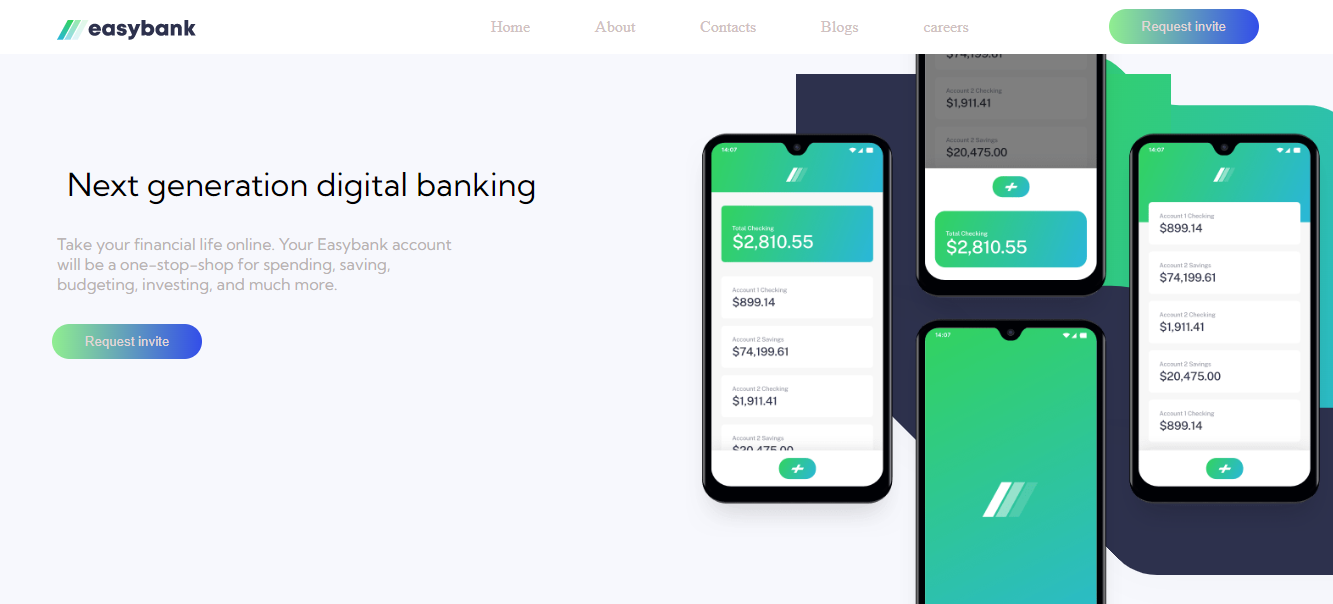 easybank
Home
About
Contacts
Blogs
careers
Request invite
Next generation digital banking
Take your financial life online. Your Easybank account
will be a one-stop-shop for spending, saving,
budgeting, investing, and much more.
Request invite
14:07
Total Checking
$2,810.55
Account 1 Checking
$899.14
Account 2 Savings
$74,199.61
Account 2 Checking
$1,911.41
Account 2 Savings
$20,475.00
$74,199.61
Account 2 Checking
$1,911.41
Account 2 Savings
$20,475.00
Total Checking
$2,810.55
14:07
14:07
Account 1 Checking
$899.14
Account 2 Savings
$74,199.61
Account 2 Checking
$1,911.41
Account 2 Savings
$20,475.00
Account 1 Checking
$899.14